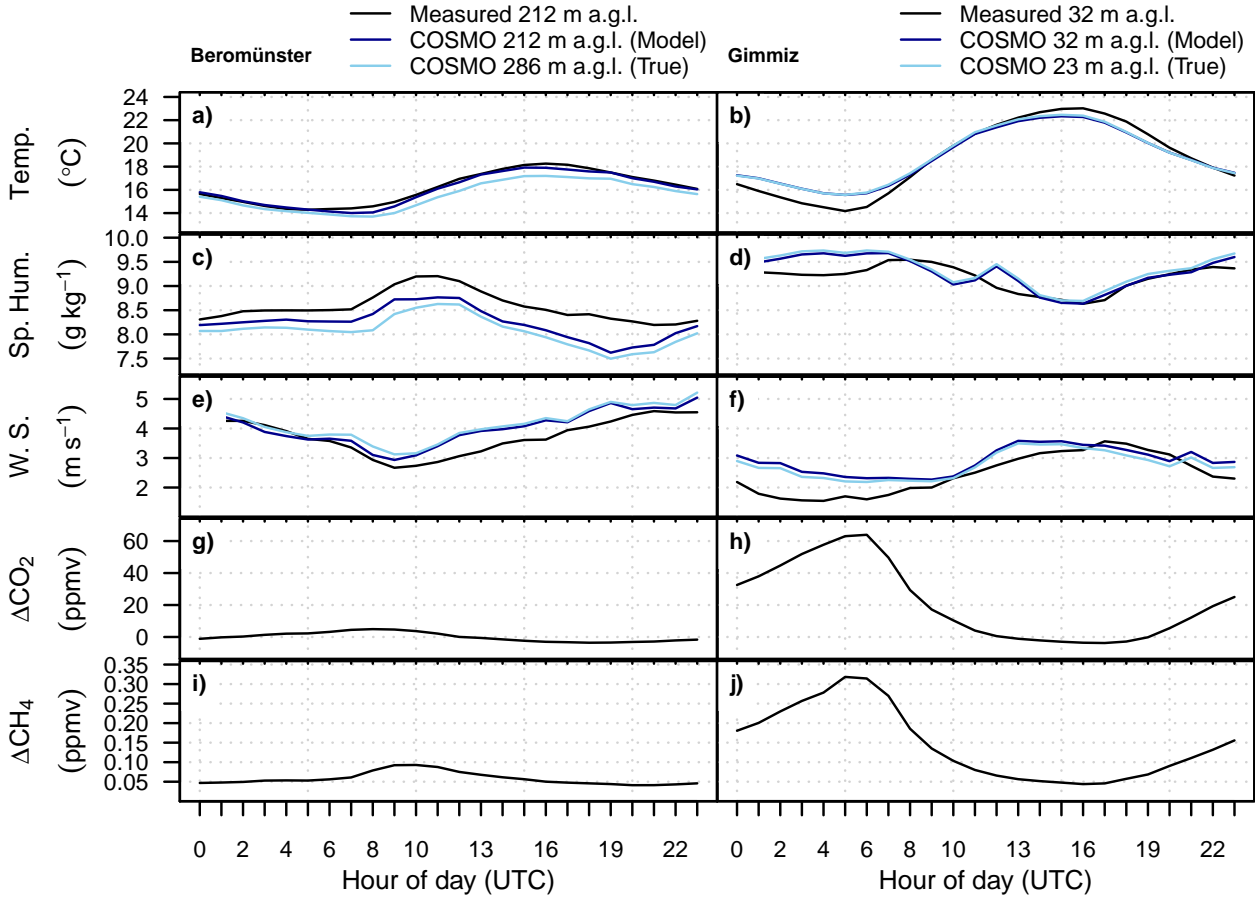 Beromünster
Measured 212 m a.g.l.
COSMO 212 m a.g.l. (Model)
COSMO 286 m a.g.l. (True)
Gimmiz
Measured 32 m a.g.l.
COSMO 32 m a.g.l. (Model)
COSMO 23 m a.g.l. (True)
Temp.
(°C)
24
22
20
18
16
14
a)
b)
Sp. Hum.
(g kg⁻¹)
10.0
9.5
9.0
8.5
8.0
7.5
c)
d)
W. S.
(m s⁻¹)
5
4
3
2
e)
f)
ΔCO₂
(ppmv)
60
40
20
0
g)
h)
ΔCH₄
(ppmv)
0.35
0.30
0.25
0.20
0.15
0.10
0.05
i)
j)
0 2 4 6 8 10 13 16 19 22
0 2 4 6 8 10 13 16 19 22
Hour of day (UTC)
Hour of day (UTC)